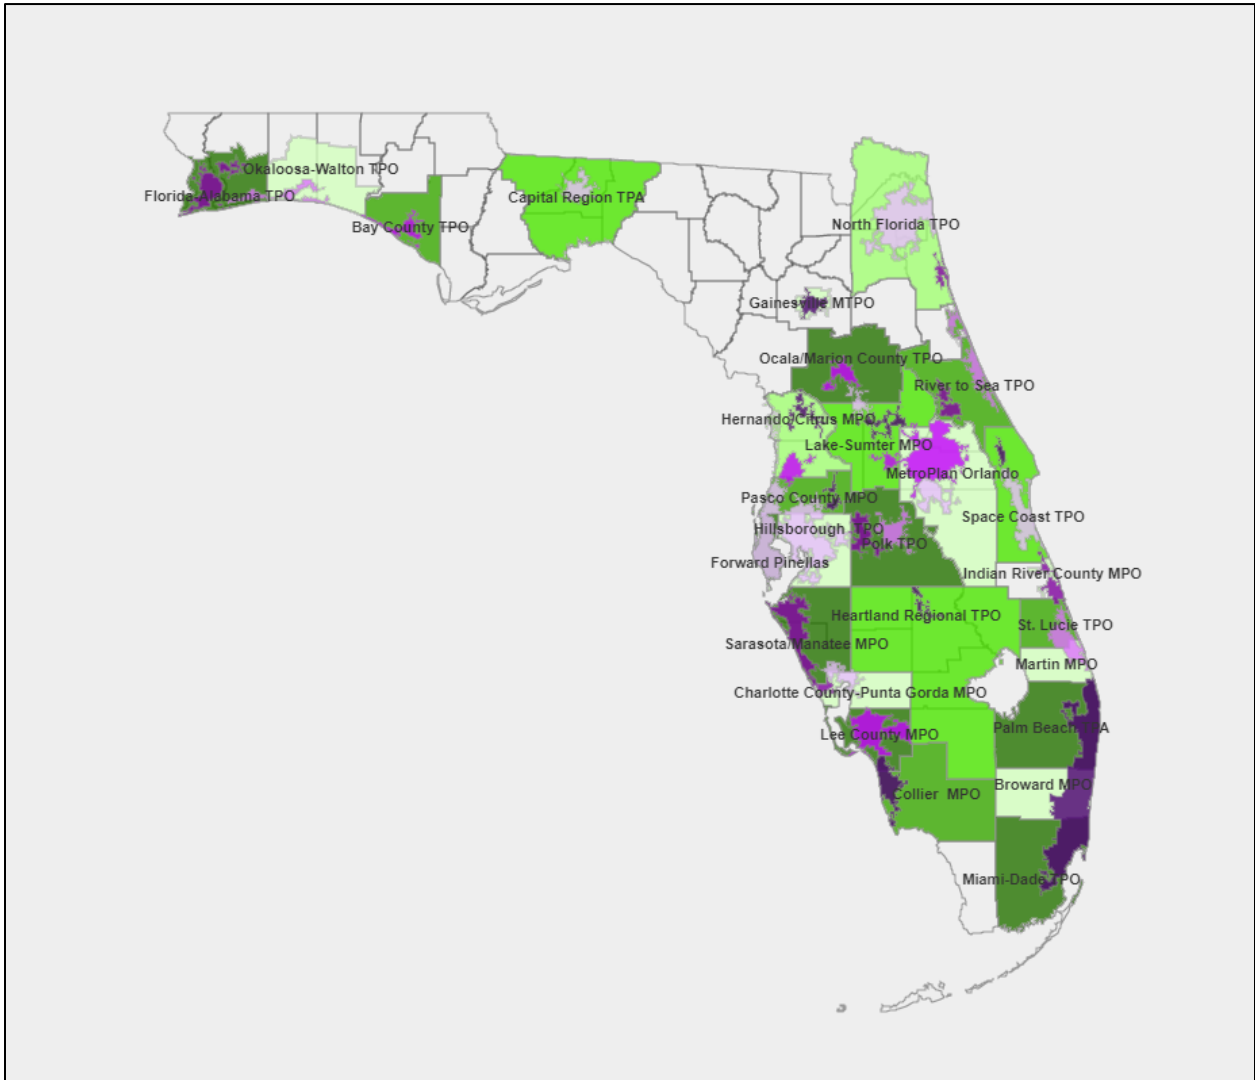 Okaloosa-Walton TPO
Florida-Alabama TPO
Bay County TPO
Capital Region TPA
North Florida TPO
Gainesville MTPO
Ocala/Marion County TPO
River to Sea TPO
Hernando/Citrus MPO
Lake-Sumter MPO
MetroPlan Orlando
Pasco County MPO
Space Coast TPO
Hillsborough TPO
Polk TPO
Forward Pinellas
Indian River County MPO
Heartland Regional TPO
St. Lucie TPO
Sarasota/Manatee MPO
Martin MPO
Charlotte County-Punta Gorda MPO
Palm Beach TPA
Lee County MPO
Broward MPO
Collier MPO
Miami-Dade TPO